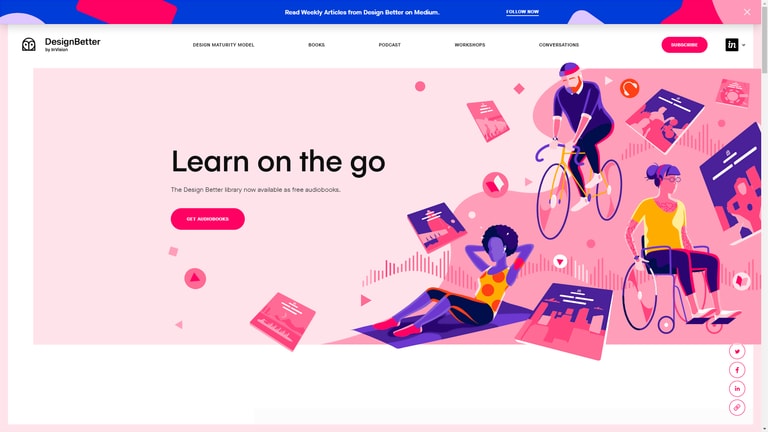 Read Weekly Articles from Design Better on Medium.
FOLLOW NOW
DesignBetter
by InVision
DESIGN MATURITY MODEL
BOOKS
PODCAST
WORKSHOPS
CONVERSATIONS
SUBSCRIBE
in
Learn on the go
The Design Better library now available as free audiobooks.
GET AUDIOBOOKS
in